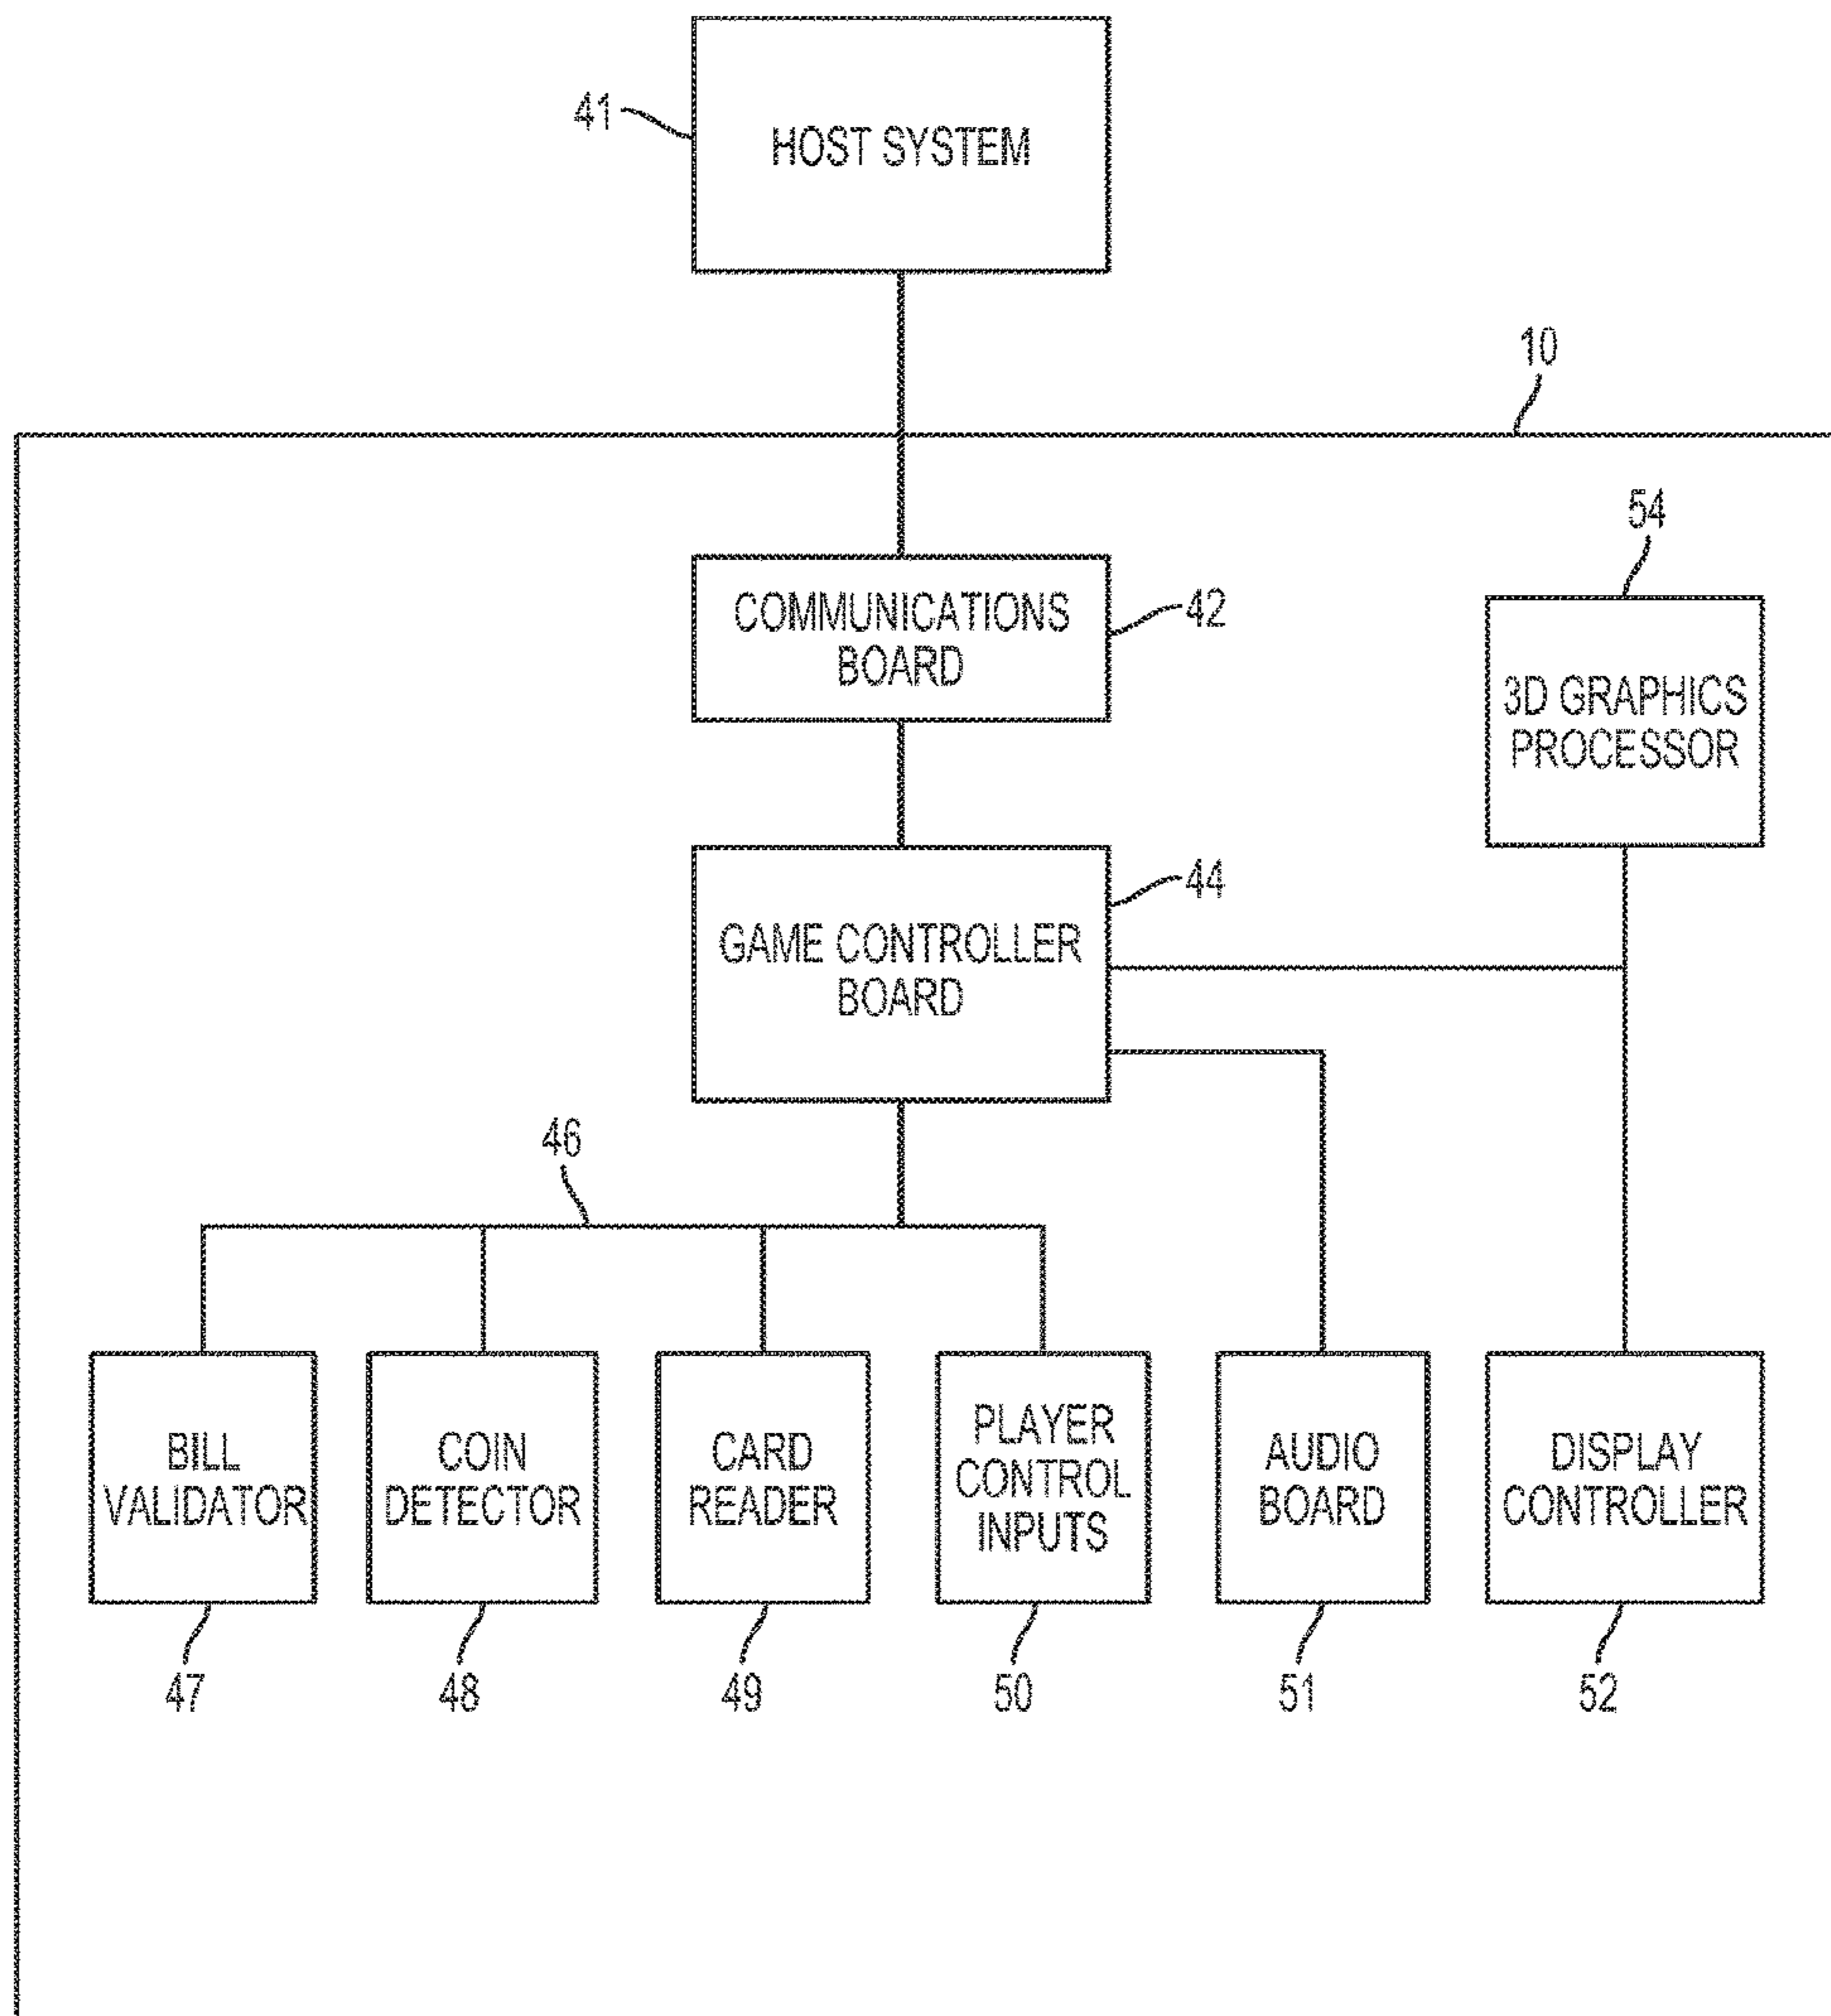 41
HOST SYSTEM
10
54
COMMUNICATIONS
BOARD
42
3D GRAPHICS
PROCESSOR
44
GAME CONTROLLER
BOARD
46
BILL
VALIDATOR
COIN
DETECTOR
CARD
READER
PLAYER
CONTROL
INPUTS
AUDIO
BOARD
DISPLAY
CONTROLLER
47
48
49
50
51
52